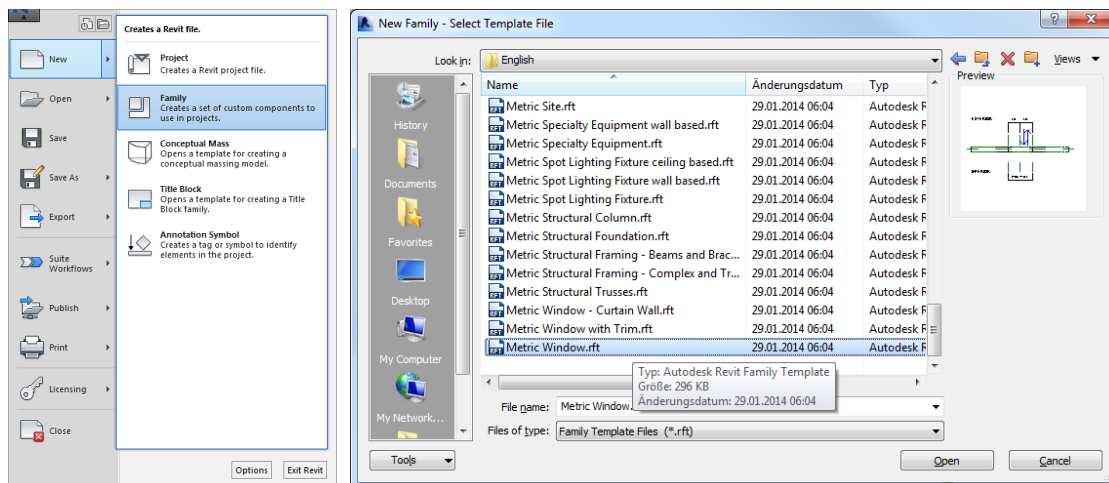 Creates a Revit file.
New
Project
Creates a Revit project file.
Open
Family
Creates a set of custom components to
use in projects.
Save
Conceptual Mass
Opens a template for creating a
conceptual massing model.
Save As
Title Block
Opens a template for creating a Title
Block family.
Export
Annotation Symbol
Creates a tag or symbol to identify
elements in the project.
Suite
Workflows
Publish
Print
Licensing
Close
Options
Exit Revit
New Family - Select Template File
Look in:
English
Views
Preview
Name
Änderungsdatum
Typ
Metric Site.rft
29.01.2014 06:04
Autodesk R
Metric Specialty Equipment wall based.rft
29.01.2014 06:04
Autodesk R
Metric Specialty Equipment.rft
29.01.2014 06:04
Autodesk R
Metric Spot Lighting Fixture ceiling based.rft
29.01.2014 06:04
Autodesk R
Metric Spot Lighting Fixture wall based.rft
29.01.2014 06:04
Autodesk R
Metric Spot Lighting Fixture.rft
29.01.2014 06:04
Autodesk R
Metric Structural Column.rft
29.01.2014 06:04
Autodesk R
Metric Structural Foundation.rft
29.01.2014 06:04
Autodesk R
Metric Structural Framing - Beams and Brac...
29.01.2014 06:04
Autodesk R
Metric Structural Framing - Complex and Tr...
29.01.2014 06:04
Autodesk R
Metric Structural Trusses.rft
29.01.2014 06:04
Autodesk R
Metric Window - Curtain Wall.rft
29.01.2014 06:04
Autodesk R
Metric Window with Trim.rft
29.01.2014 06:04
Autodesk R
Metric Window.rft
29.01.2014 06:04
Autodesk R
History
Documents
Favorites
Desktop
My Computer
My Network...
Typ: Autodesk Revit Family Template
Größe: 296 KB
Änderungsdatum: 29.01.2014 06:04
File name:
Metric Window.
Files of type:
Family Template Files (*.rft)
Tools
Open
Cancel